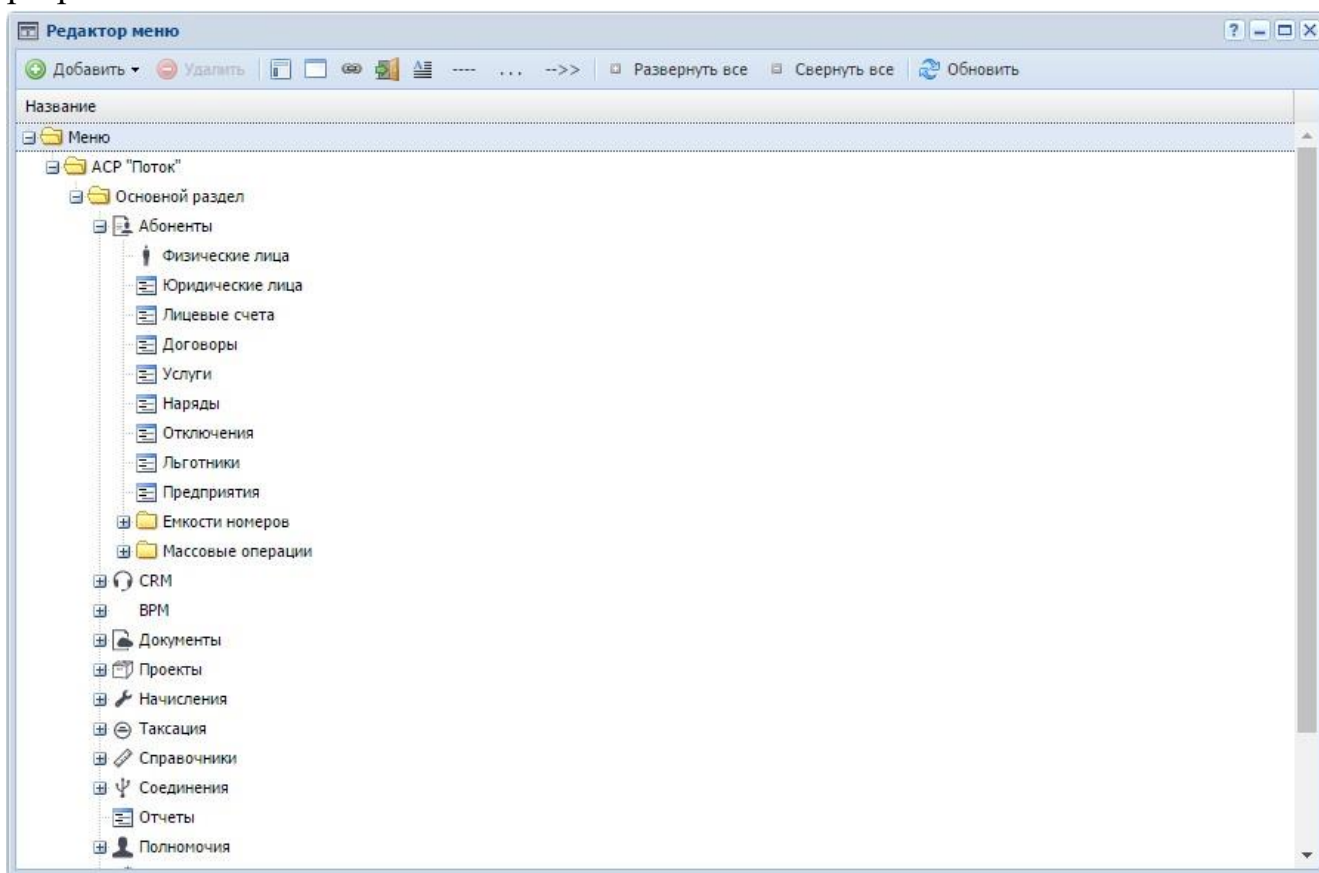 Редактор меню
Добавить Удалить ---- ... -->> Развернуть все Свернуть все Обновить
Название
Меню
АСР "Поток"
Основной раздел
Абоненты
Физические лица
Юридические лица
Лицевые счета
Договоры
Услуги
Наряды
Отключения
Льготники
Предприятия
Емкости номеров
Массовые операции
CRM
BPM
Документы
Проекты
Начисления
Таксация
Справочники
Соединения
Отчеты
Полномочия